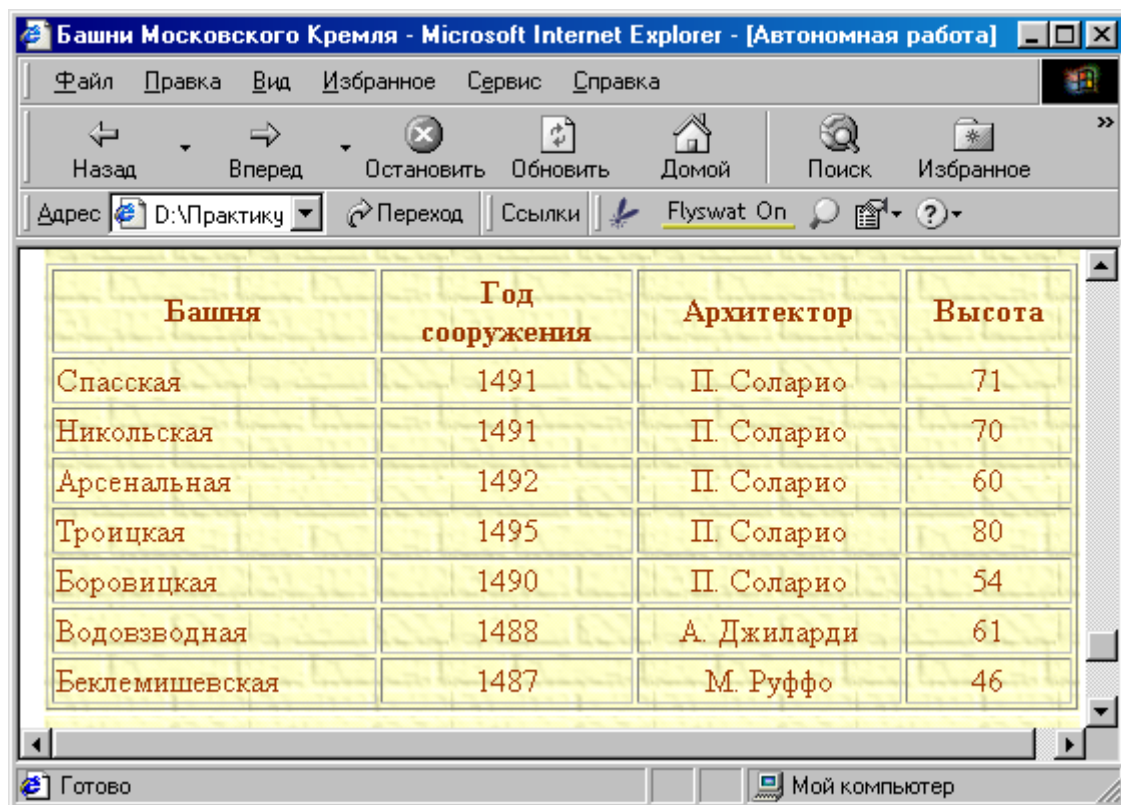 Башни Московского Кремля - Microsoft Internet Explorer - [Автономная работа]
Файл Правка Вид Избранное Сервис Справка
»
Назад Вперед Остановить Обновить Домой Поиск Избранное
Адрес D:\Практику Переход Ссылки Flyswat On
Башня Год сооружения Архитектор Высота
Спасская 1491 П. Соларио 71
Никольская 1491 П. Соларио 70
Арсенальная 1492 П. Соларио 60
Троицкая 1495 П. Соларио 80
Боровицкая 1490 П. Соларио 54
Водовзводная 1488 А. Джиларди 61
Беклемишевская 1487 М. Руффо 46
Готово Мой компьютер